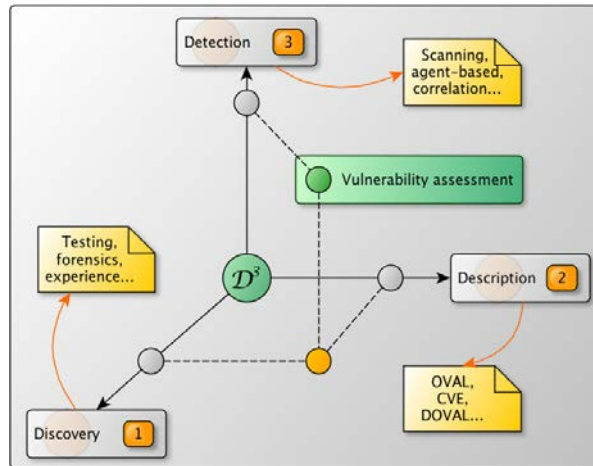 Detection 3
Scanning,
agent-based,
correlation...
Vulnerability assessment
Testing,
forensics,
experience...
D³
Description 2
OVAL,
CVE,
DOVAL...
Discovery 1